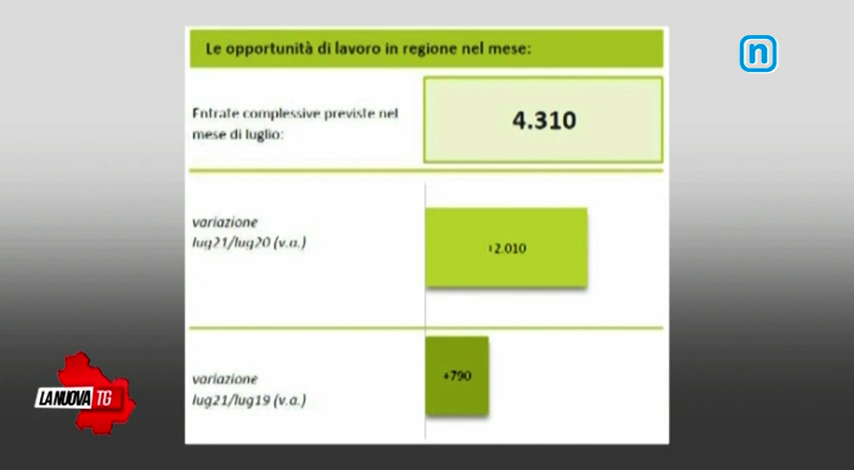 Le opportunità di lavoro in regione nel mese:
n
Entrate complessive previste nel
mese di luglio:
4.310
variazione
lug21/lug20 (v.a.)
+2.010
variazione
lug21/lug19 (v.a.)
+790
LA NUOVA TG